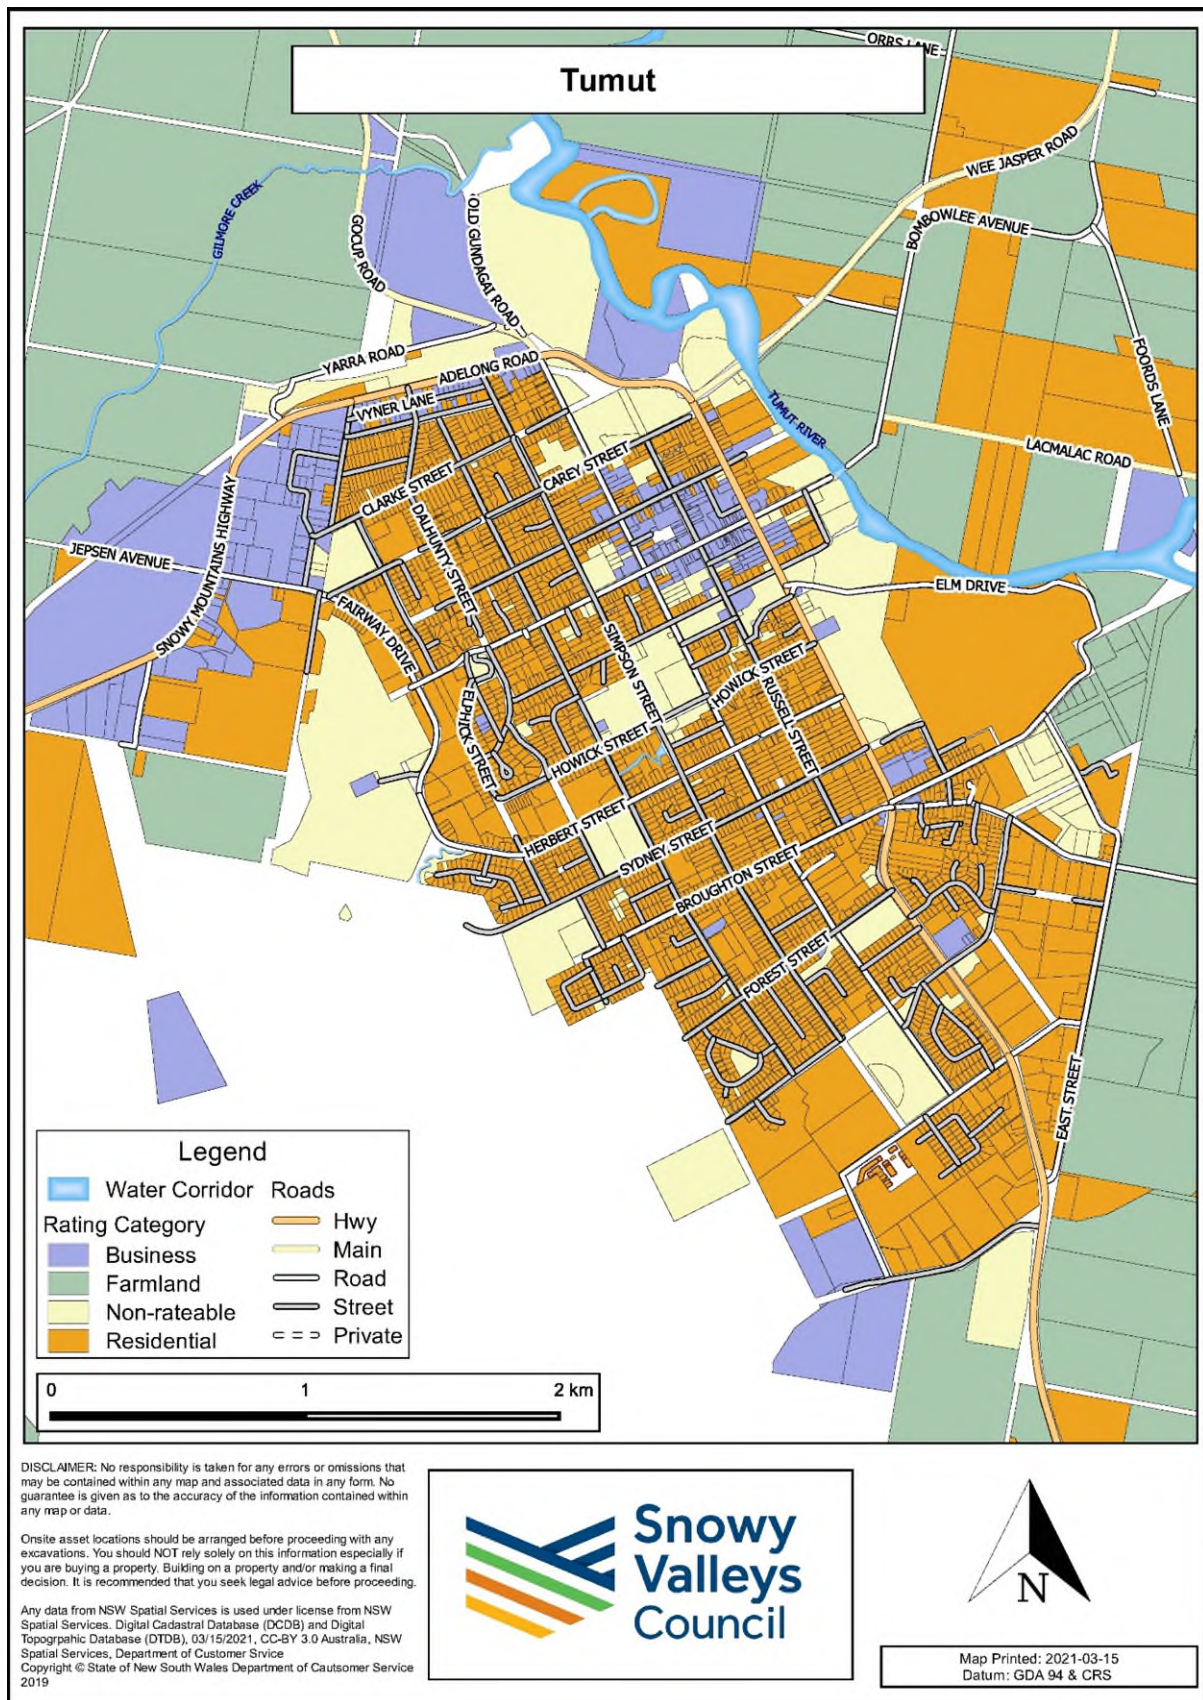 Tumut
ORRS LANE
WEE JASPER ROAD
BOMBOWLEE AVENUE
GILMORE CREEK
GOCUP ROAD
OLD GUNDAGAI ROAD
FOORDS LANE
YARRA ROAD
ADELONG ROAD
VYNER LANE
TUMUT RIVER
LACMALAC ROAD
CLARKE STREET
CAREY STREET
DALHUNTY STREET
SNOWY MOUNTAINS HIGHWAY
JEPSEN AVENUE
FAIRWAY DRIVE
ELM DRIVE
SIMPSON STREET
HOWICK STREET
RUSSELL STREET
ELPHICK STREET
HOWICK STREET
HERBERT STREET
SYDNEY STREET
BROUGHTON STREET
FOREST STREET
EAST STREET
Legend
Water Corridor
Roads
Rating Category
Hwy
Business
Main
Farmland
Road
Non-rateable
Street
Residential
Private
0 1 2 km
DISCLAIMER: No responsibility is taken for any errors or omissions that
may be contained within any map and associated data in any form. No
guarantee is given as to the accuracy of the information contained within
any map or data.
Onsite asset locations should be arranged before proceeding with any
excavations. You should NOT rely solely on this information especially if
you are buying a property. Building on a property and/or making a final
decision. It is recommended that you seek legal advice before proceeding.
Any data from NSW Spatial Services is used under license from NSW
Spatial Services. Digital Cadastral Database (DCDB) and Digital
Topogrpahic Database (DTDB), 03/15/2021, CC-BY 3.0 Australia, NSW
Spatial Services, Department of Customer Srvice
Copyright © State of New South Wales Department of Cautsomer Service
2019
Snowy
Valleys
Council
N
Map Printed: 2021-03-15
Datum: GDA 94 & CRS